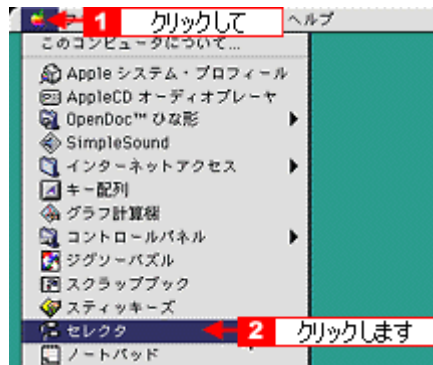 1 クリックして ヘルプ
このコンピュータについて...
Apple システム・プロフィール
AppleCD オーディオプレーヤ
OpenDoc™ ひな形
SimpleSound
インターネットアクセス
キー配列
グラフ計算機
コントロールパネル
ジグソーパズル
スクラップブック
スティッキーズ
セレクタ 2 クリックします
ノートパッド